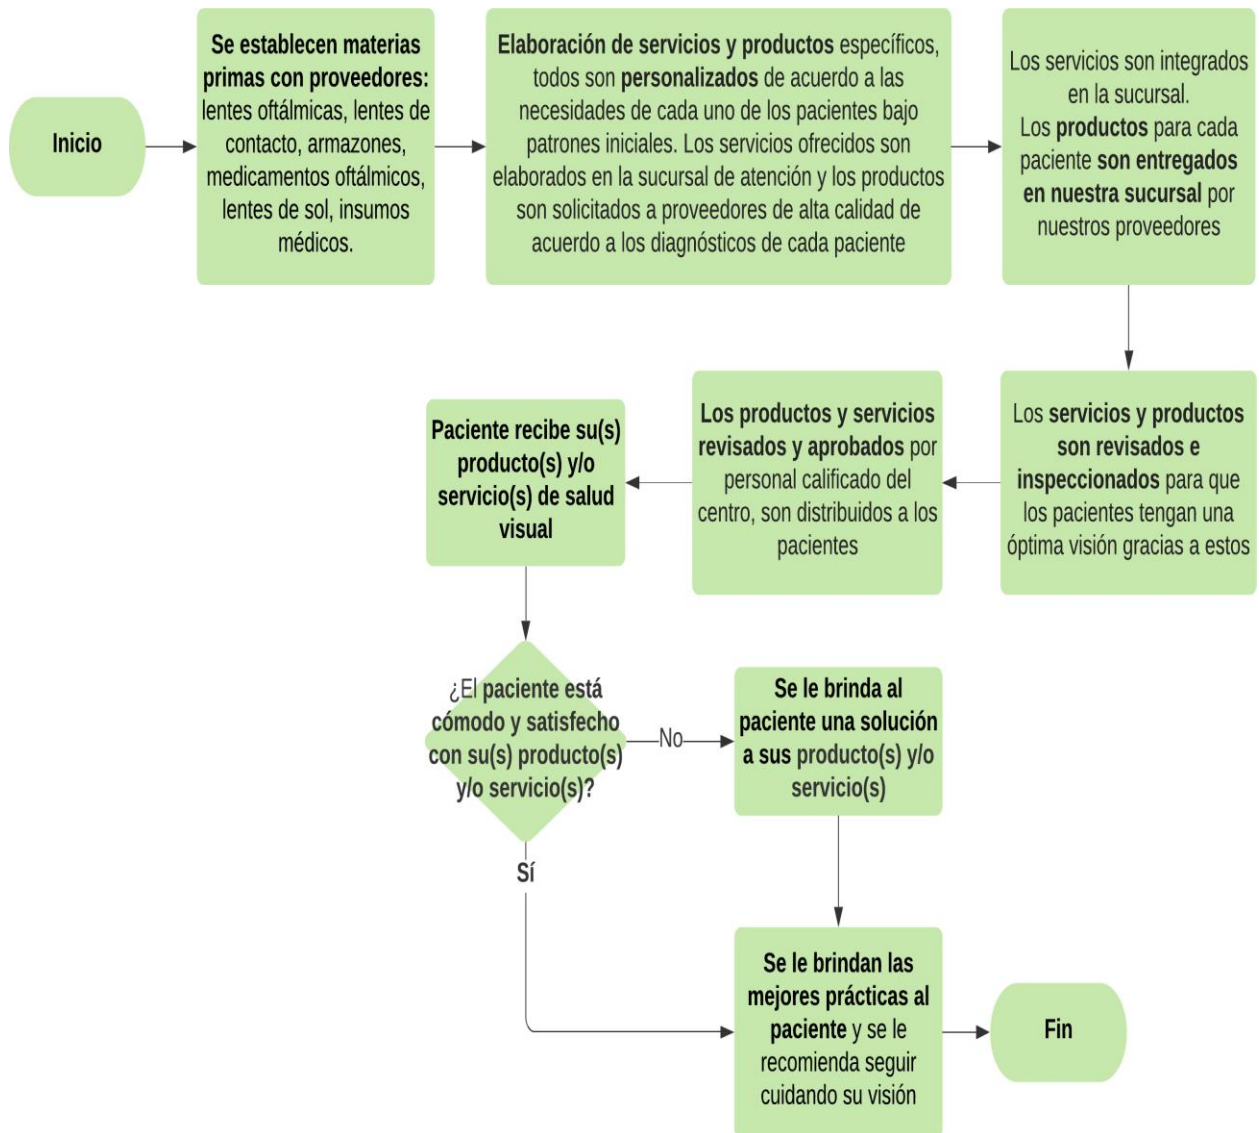 Inicio
Se establecen materias
primas con proveedores:
lentes oftálmicas, lentes de
contacto, armazones,
medicamentos oftálmicos,
lentes de sol, insumos
médicos.
Elaboración de servicios y productos específicos,
todos son personalizados de acuerdo a las
necesidades de cada uno de los pacientes bajo
patrones iniciales. Los servicios ofrecidos son
elaborados en la sucursal de atención y los productos
son solicitados a proveedores de alta calidad de
acuerdo a los diagnósticos de cada paciente
Los servicios son integrados
en la sucursal.
Los productos para cada
paciente son entregados
en nuestra sucursal por
nuestros proveedores
Los servicios y productos
son revisados e
inspeccionados para que
los pacientes tengan una
óptima visión gracias a estos
Los productos y servicios
revisados y aprobados por
personal calificado del
centro, son distribuidos a los
pacientes
Paciente recibe su(s)
producto(s) y/o
servicio(s) de salud
visual
¿El paciente está
cómodo y satisfecho
con su(s) producto(s)
y/o servicio(s)?
No
Se le brinda al
paciente una solución
a sus producto(s) y/o
servicio(s)
Sí
Se le brindan las
mejores prácticas al
paciente y se le
recomienda seguir
cuidando su visión
Fin